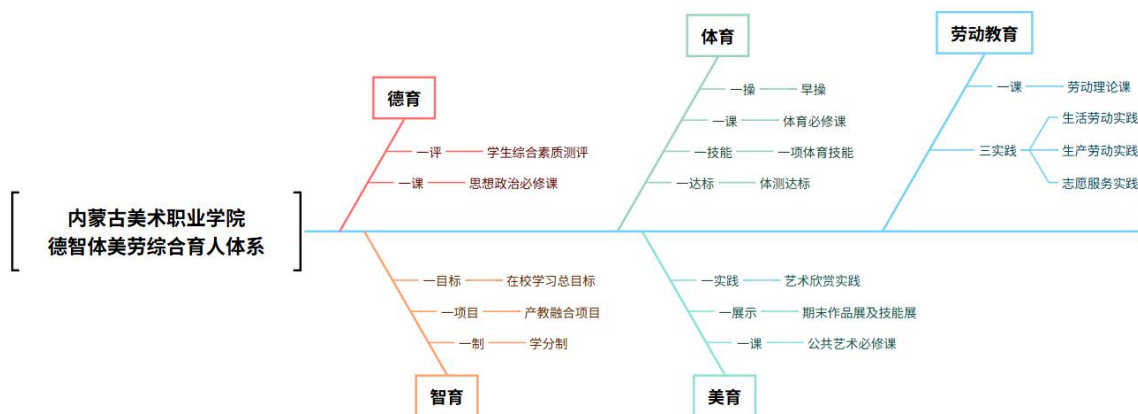 内蒙古美术职业学院
德智体美劳综合育人体系
德育
一评 学生综合素质测评
一课 思想政治必修课
体育
一操 早操
一课 体育必修课
一技能 一项体育技能
一达标 体测达标
劳动教育
一课 劳动理论课
三实践
生活劳动实践
生产劳动实践
志愿服务实践
一目标 在校学习总目标
一项目 产教融合项目
一制 学分制
智育
一实践 艺术欣赏实践
一展示 期末作品展及技能展
一课 公共艺术必修课
美育